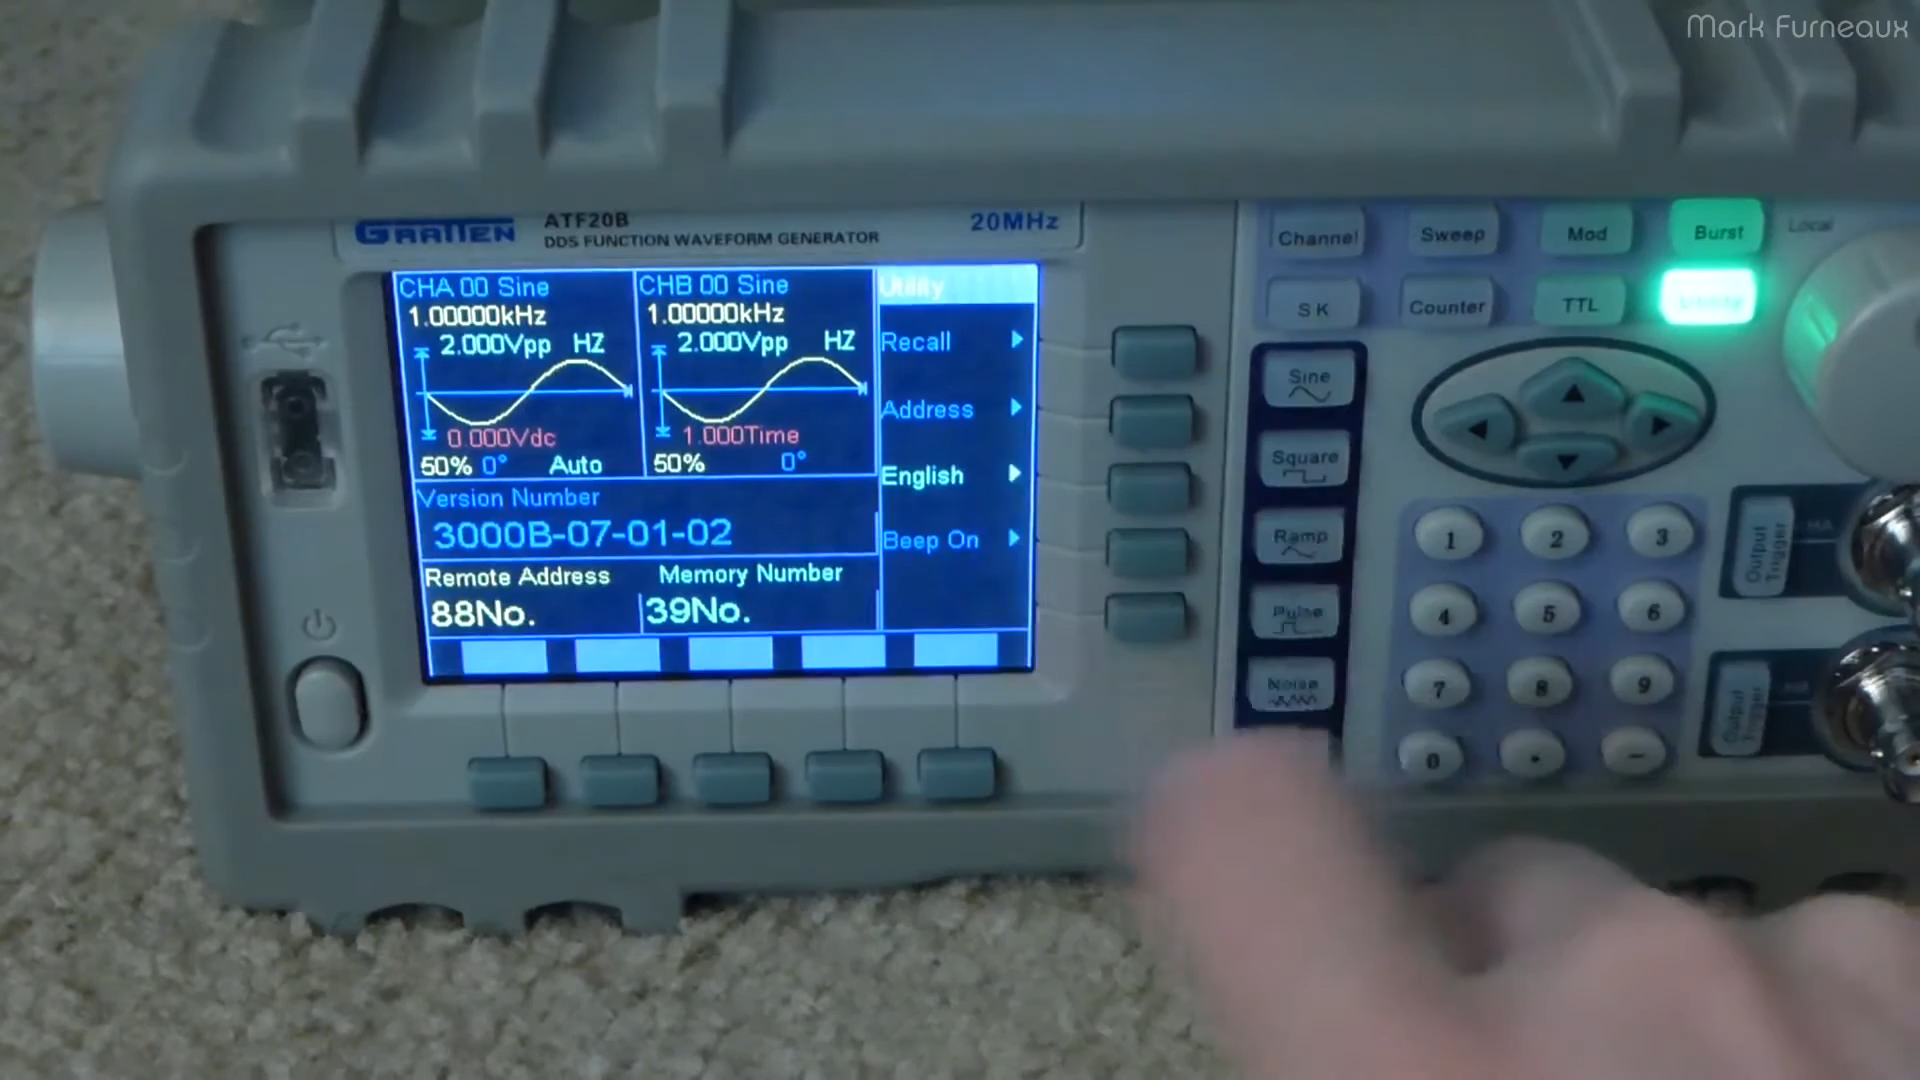 Mark Furneaux
GRATTEN
ATF20B
DDS FUNCTION WAVEFORM GENERATOR
20MHz
CHA 00 Sine
1.00000kHz
2.000Vpp HZ
0.000Vdc
50% 0° Auto
CHB 00 Sine
1.00000kHz
2.000Vpp HZ
1.000Time
50% 0°
Utility
Recall
Address
English
Beep On
Version Number
3000B-07-01-02
Remote Address
88No.
Memory Number
39No.
Channel Sweep Mod Burst
Local
SK Counter TTL Utility
Sine
Square
Ramp
Pulse
Noise
1 2 3
4 5 6
7 8 9
0 . -
Output
Trigger
Output
Trigger